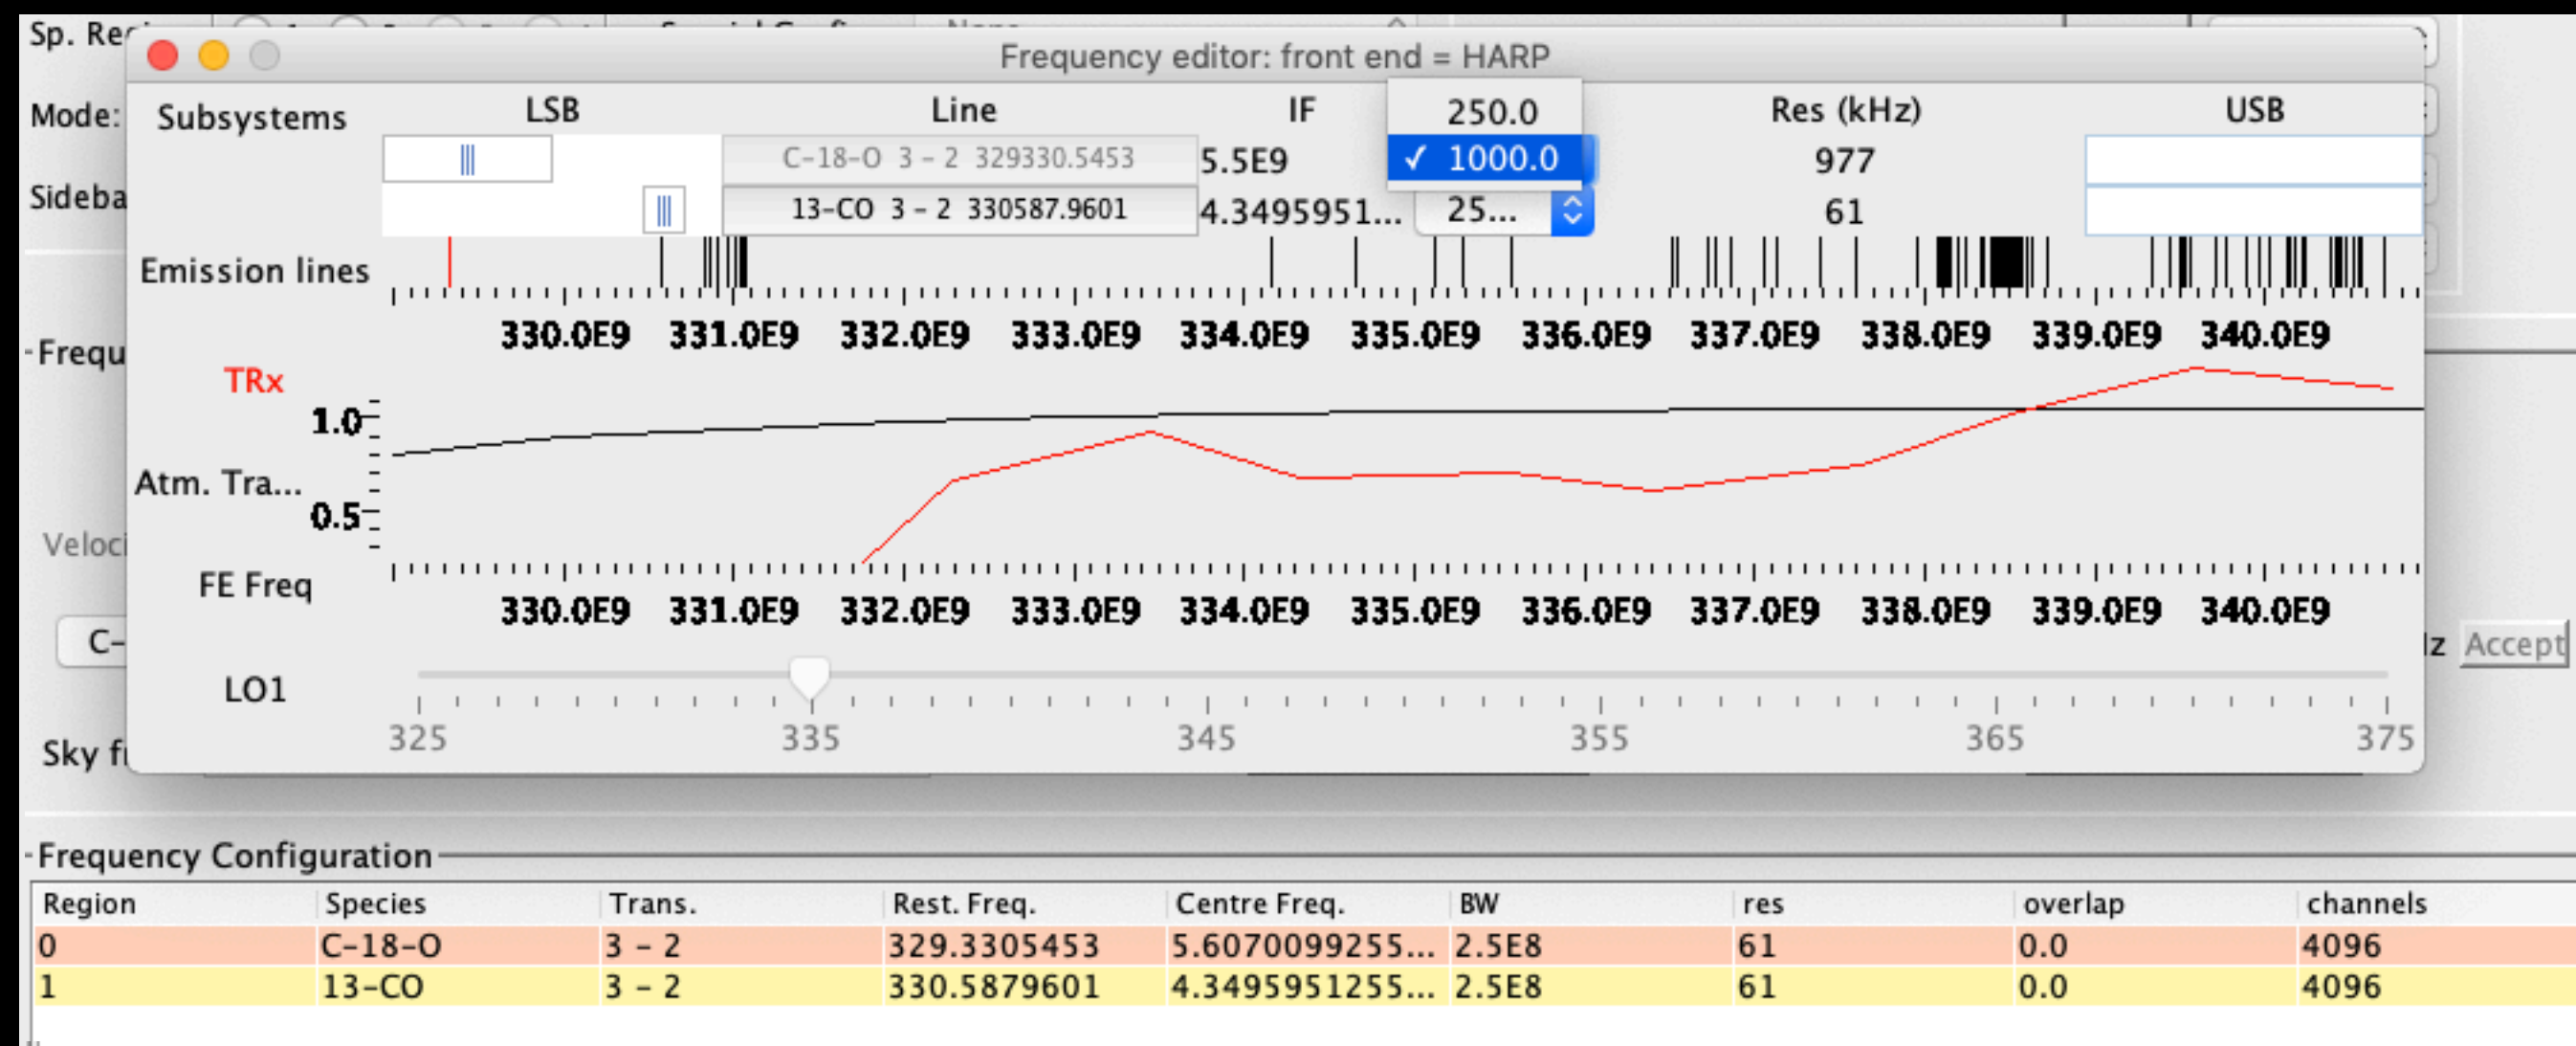 Sp. Re
Frequency editor: front end = HARP
Mode:
Subsystems LSB Line IF 250.0 Res (kHz) USB
C-18-O 3 - 2 329330.5453 5.5E9 ✓ 1000.0 977
Sideba
13-CO 3 - 2 330587.9601 4.3495951... 25... 61
Emission lines
330.0E9 331.0E9 332.0E9 333.0E9 334.0E9 335.0E9 336.0E9 337.0E9 338.0E9 339.0E9 340.0E9
-Frequ
TRx
1.0
Atm. Tra...
0.5
Veloci
FE Freq
330.0E9 331.0E9 332.0E9 333.0E9 334.0E9 335.0E9 336.0E9 337.0E9 338.0E9 339.0E9 340.0E9
C- lz Accept
LO1
325 335 345 355 365 375
Sky fr
-Frequency Configuration
Region Species Trans. Rest. Freq. Centre Freq. BW res overlap channels
0 C-18-O 3 - 2 329.3305453 5.6070099255... 2.5E8 61 0.0 4096
1 13-CO 3 - 2 330.5879601 4.3495951255... 2.5E8 61 0.0 4096